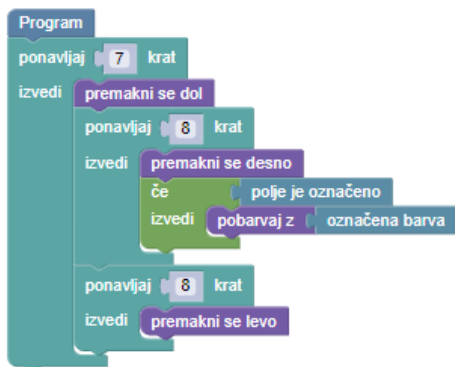 Program
ponavljaj 7 krat
izvedi premakni se dol
ponavljaj 8 krat
izvedi premakni se desno
če polje je označeno
izvedi pobarvaj z označena barva
ponavljaj 8 krat
izvedi premakni se levo